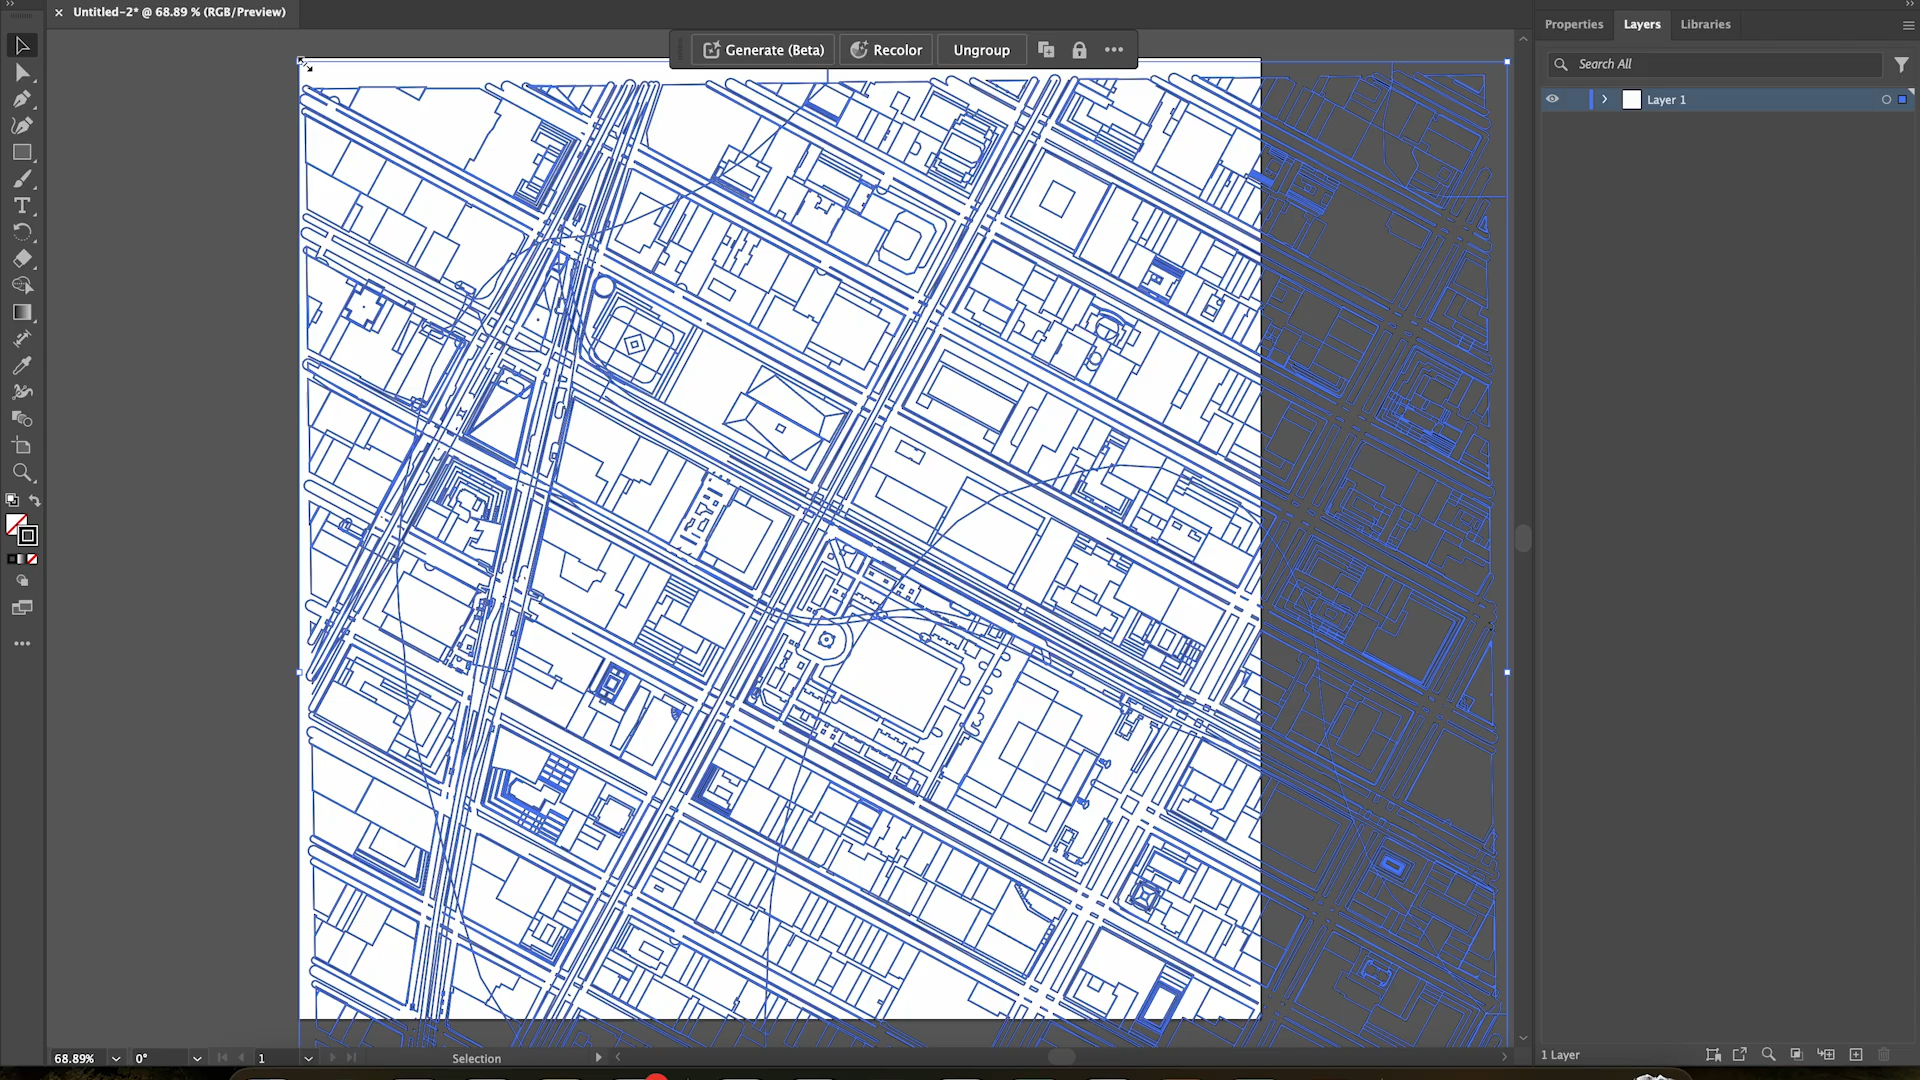 Untitled-2* @ 68.89 % (RGB/Preview)
Generate (Beta)
Recolor
Ungroup
Properties
Layers
Libraries
Search All
Layer 1
T
68.89%
0°
1
Selection
1 Layer